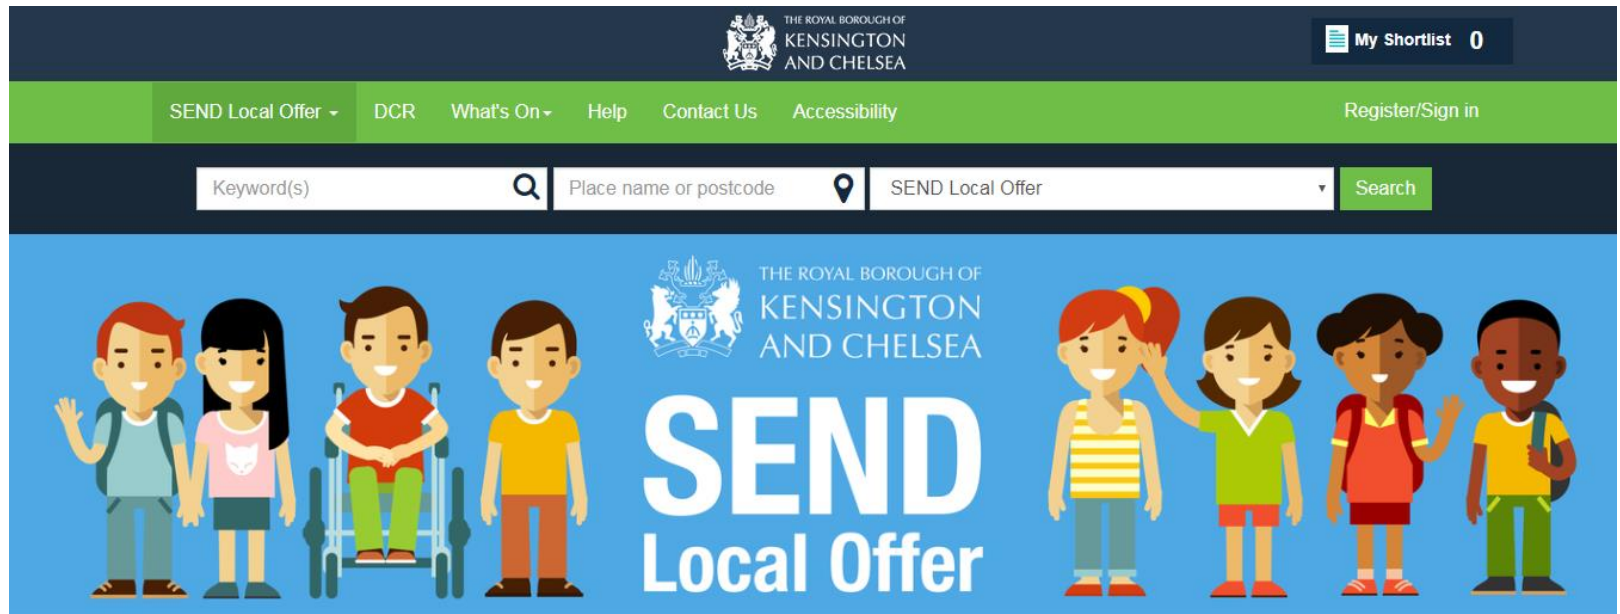 THE ROYAL BOROUGH OF
KENSINGTON
AND CHELSEA
My Shortlist 0
SEND Local Offer DCR What's On Help Contact Us Accessibility Register/Sign in
Keyword(s) Place name or postcode SEND Local Offer Search
THE ROYAL BOROUGH OF
KENSINGTON
AND CHELSEA
SEND
Local Offer